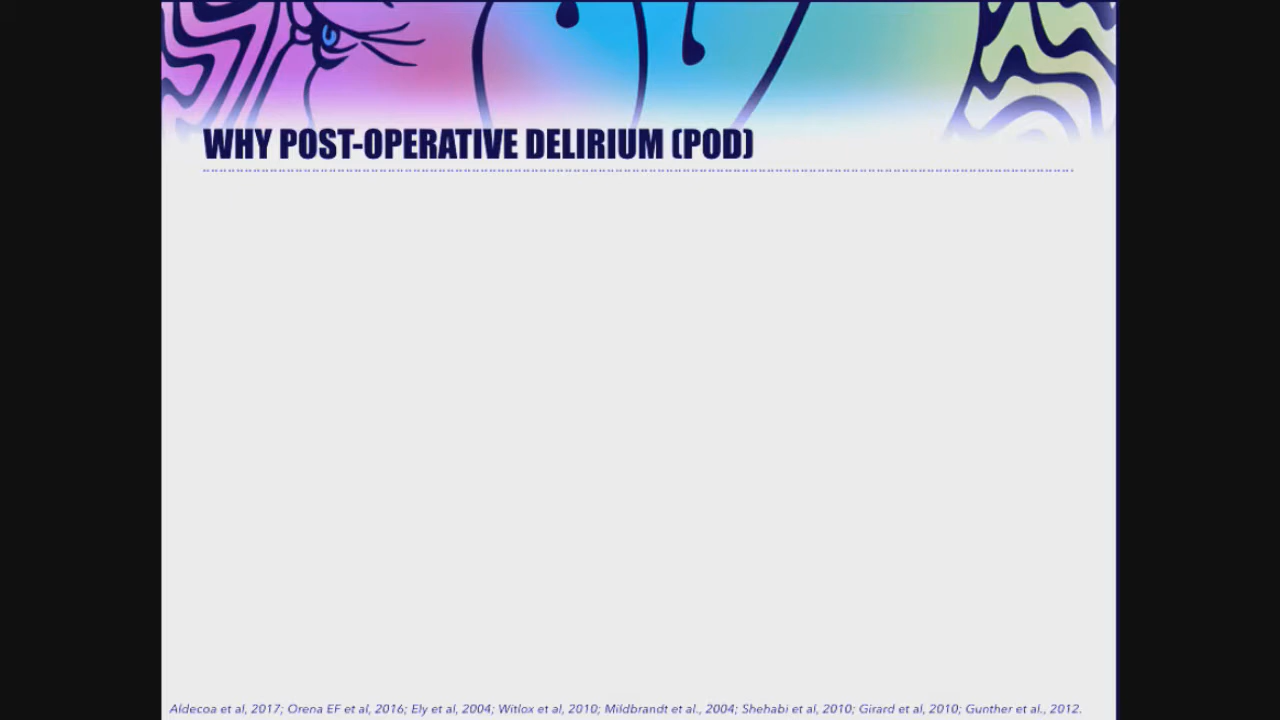 WHY POST-OPERATIVE DELIRIUM (POD)
Aldecoa et al, 2017; Orena EF et al, 2016; Ely et al, 2004; Witlox et al, 2010; Mildbrandt et al., 2004; Shehabi et al, 2010; Girard et al, 2010; Gunther et al., 2012.